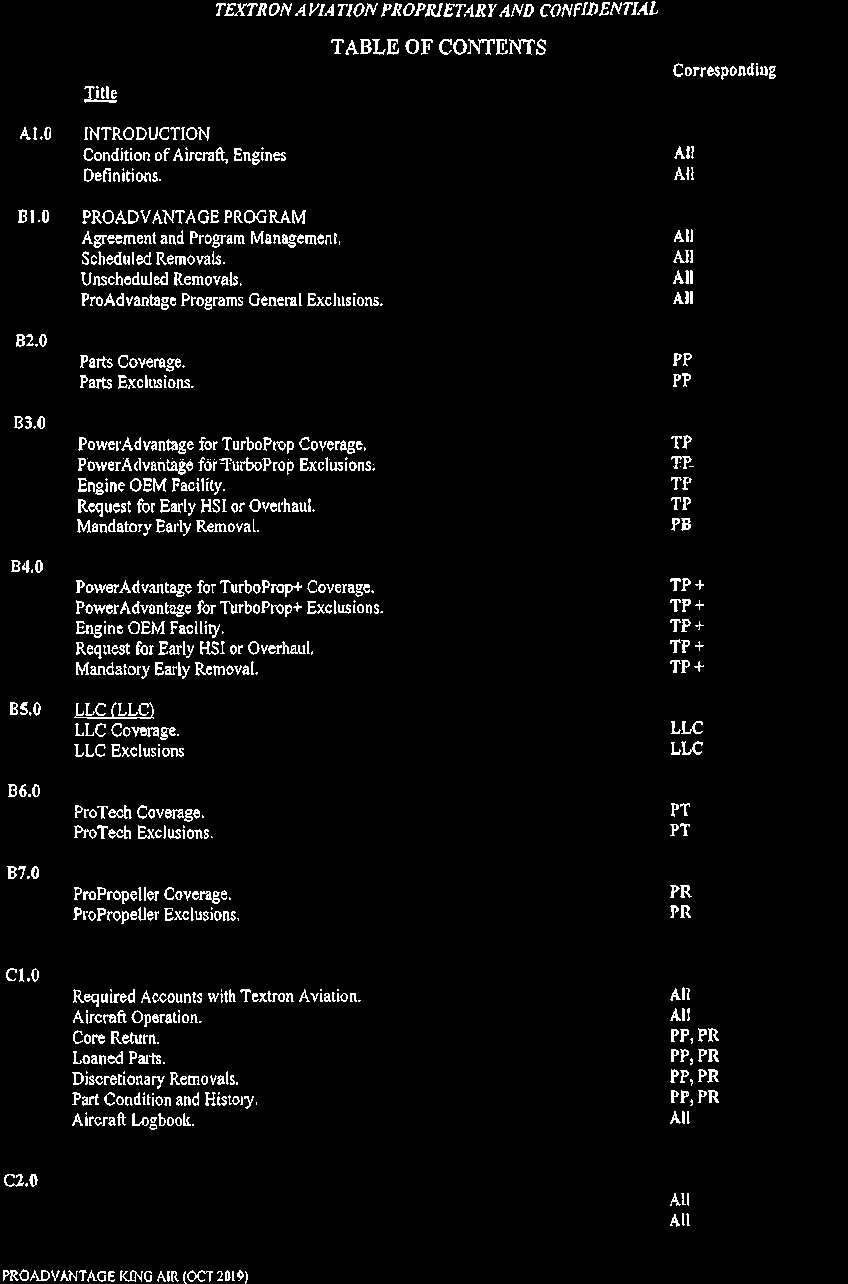 TEXTRON AVIATION PROPRIETARY AND CONFIDENTIAL
TABLE OF CONTENTS
Corresponding
Title
A1.0 INTRODUCTION
Condition of Aircraft, Engines All
Definitions. All
B1.0 PROADVANTAGE PROGRAM
Agreement and Program Management. All
Scheduled Removals. All
Unscheduled Removals. All
ProAdvantage Programs General Exclusions. All
B2.0
Parts Coverage. PP
Parts Exclusions. PP
B3.0
PowerAdvantage for TurboProp Coverage. TP
PowerAdvantage for TurboProp Exclusions. TP
Engine OEM Facility. TP
Request for Early HSI or Overhaul. TP
Mandatory Early Removal. PB
B4.0
PowerAdvantage for TurboProp+ Coverage. TP +
PowerAdvantage for TurboProp+ Exclusions. TP +
Engine OEM Facility. TP +
Request for Early HSI or Overhaul. TP +
Mandatory Early Removal. TP +
B5.0 LLC (LLC)
LLC Coverage. LLC
LLC Exclusions LLC
B6.0
ProTech Coverage. PT
ProTech Exclusions. PT
B7.0
ProPropeller Coverage. PR
ProPropeller Exclusions. PR
C1.0
Required Accounts with Textron Aviation. All
Aircraft Operation. All
Core Return. PP, PR
Loaned Parts. PP, PR
Discretionary Removals. PP, PR
Part Condition and History. PP, PR
Aircraft Logbook. All
C2.0
All
All
PROADVANTAGE KING AIR (OCT 2019)